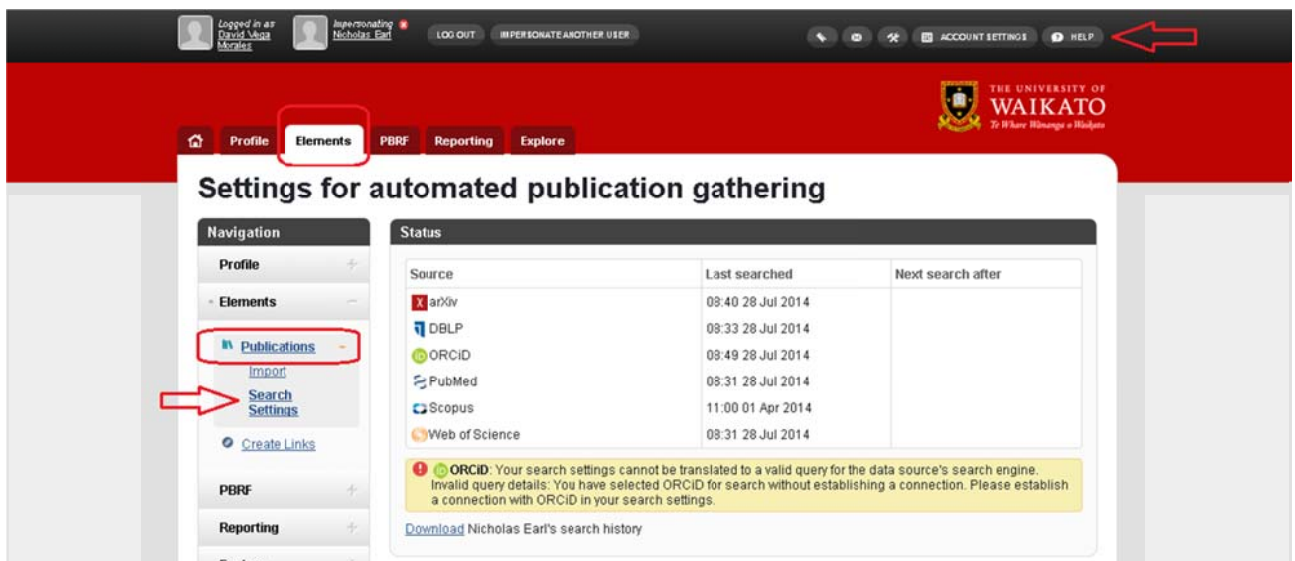 Logged in as
David Vega
Morales
Impersonating
Nicholas Earl
LOG OUT
IMPERSONATE ANOTHER USER
ACCOUNT SETTINGS
HELP
THE UNIVERSITY OF
WAIKATO
Te Whare Wānanga o Waikato
Profile
Elements
PBRF
Reporting
Explore
Settings for automated publication gathering
Navigation
Profile
Elements
Publications
Import
Search
Settings
Create Links
PBRF
Reporting
Status
Source Last searched Next search after
arXiv 08:40 28 Jul 2014
DBLP 08:33 28 Jul 2014
ORCiD 08:49 28 Jul 2014
PubMed 08:31 28 Jul 2014
Scopus 11:00 01 Apr 2014
Web of Science 08:31 28 Jul 2014
ORCiD: Your search settings cannot be translated to a valid query for the data source's search engine.
Invalid query details: You have selected ORCiD for search without establishing a connection. Please establish
a connection with ORCiD in your search settings.
Download Nicholas Earl's search history